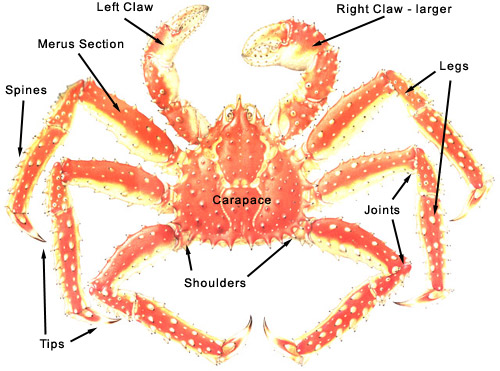 Left Claw
Right Claw - larger
Merus Section
Legs
Spines
Carapace
Joints
Shoulders
Tips